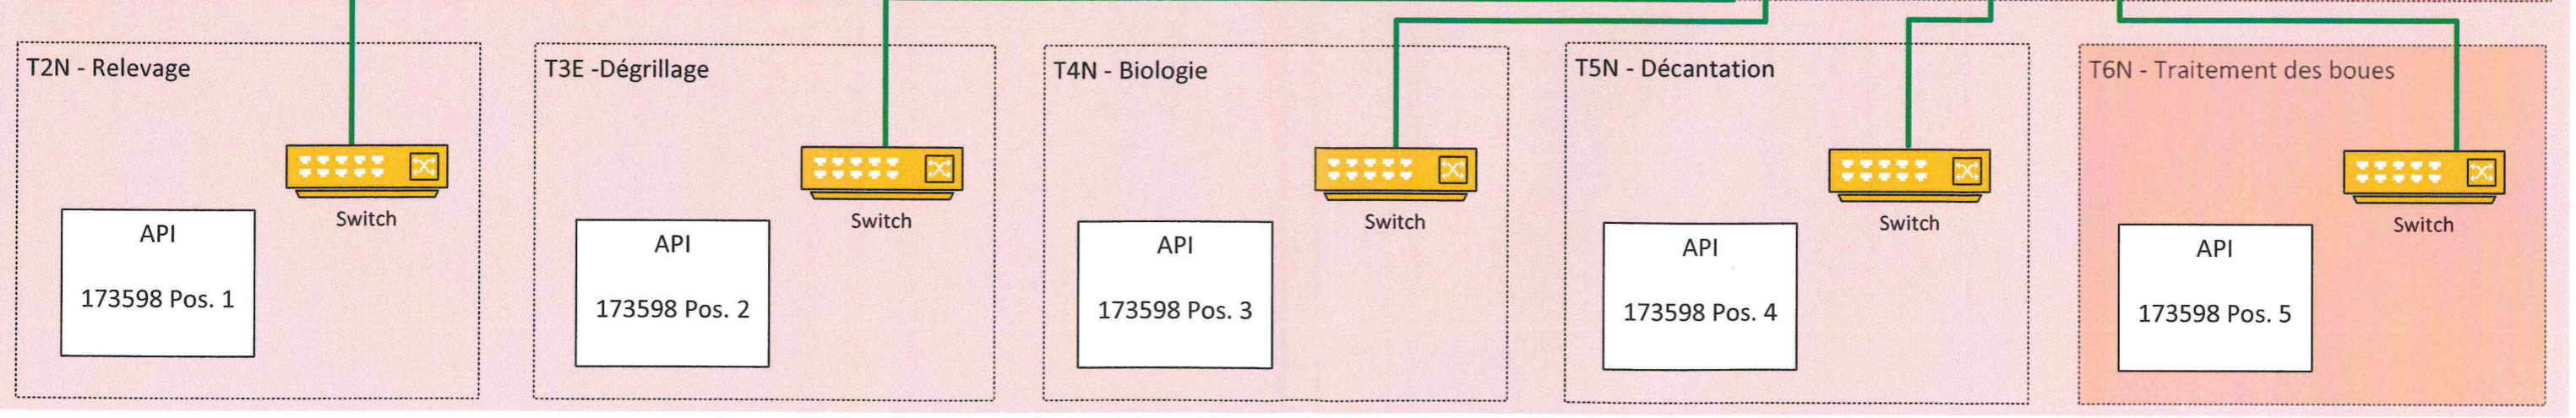 T2N - Relevage
Switch
API
173598 Pos. 1
T3E -Dégrillage
Switch
API
173598 Pos. 2
T4N - Biologie
Switch
API
173598 Pos. 3
T5N - Décantation
Switch
API
173598 Pos. 4
T6N - Traitement des boues
Switch
API
173598 Pos. 5